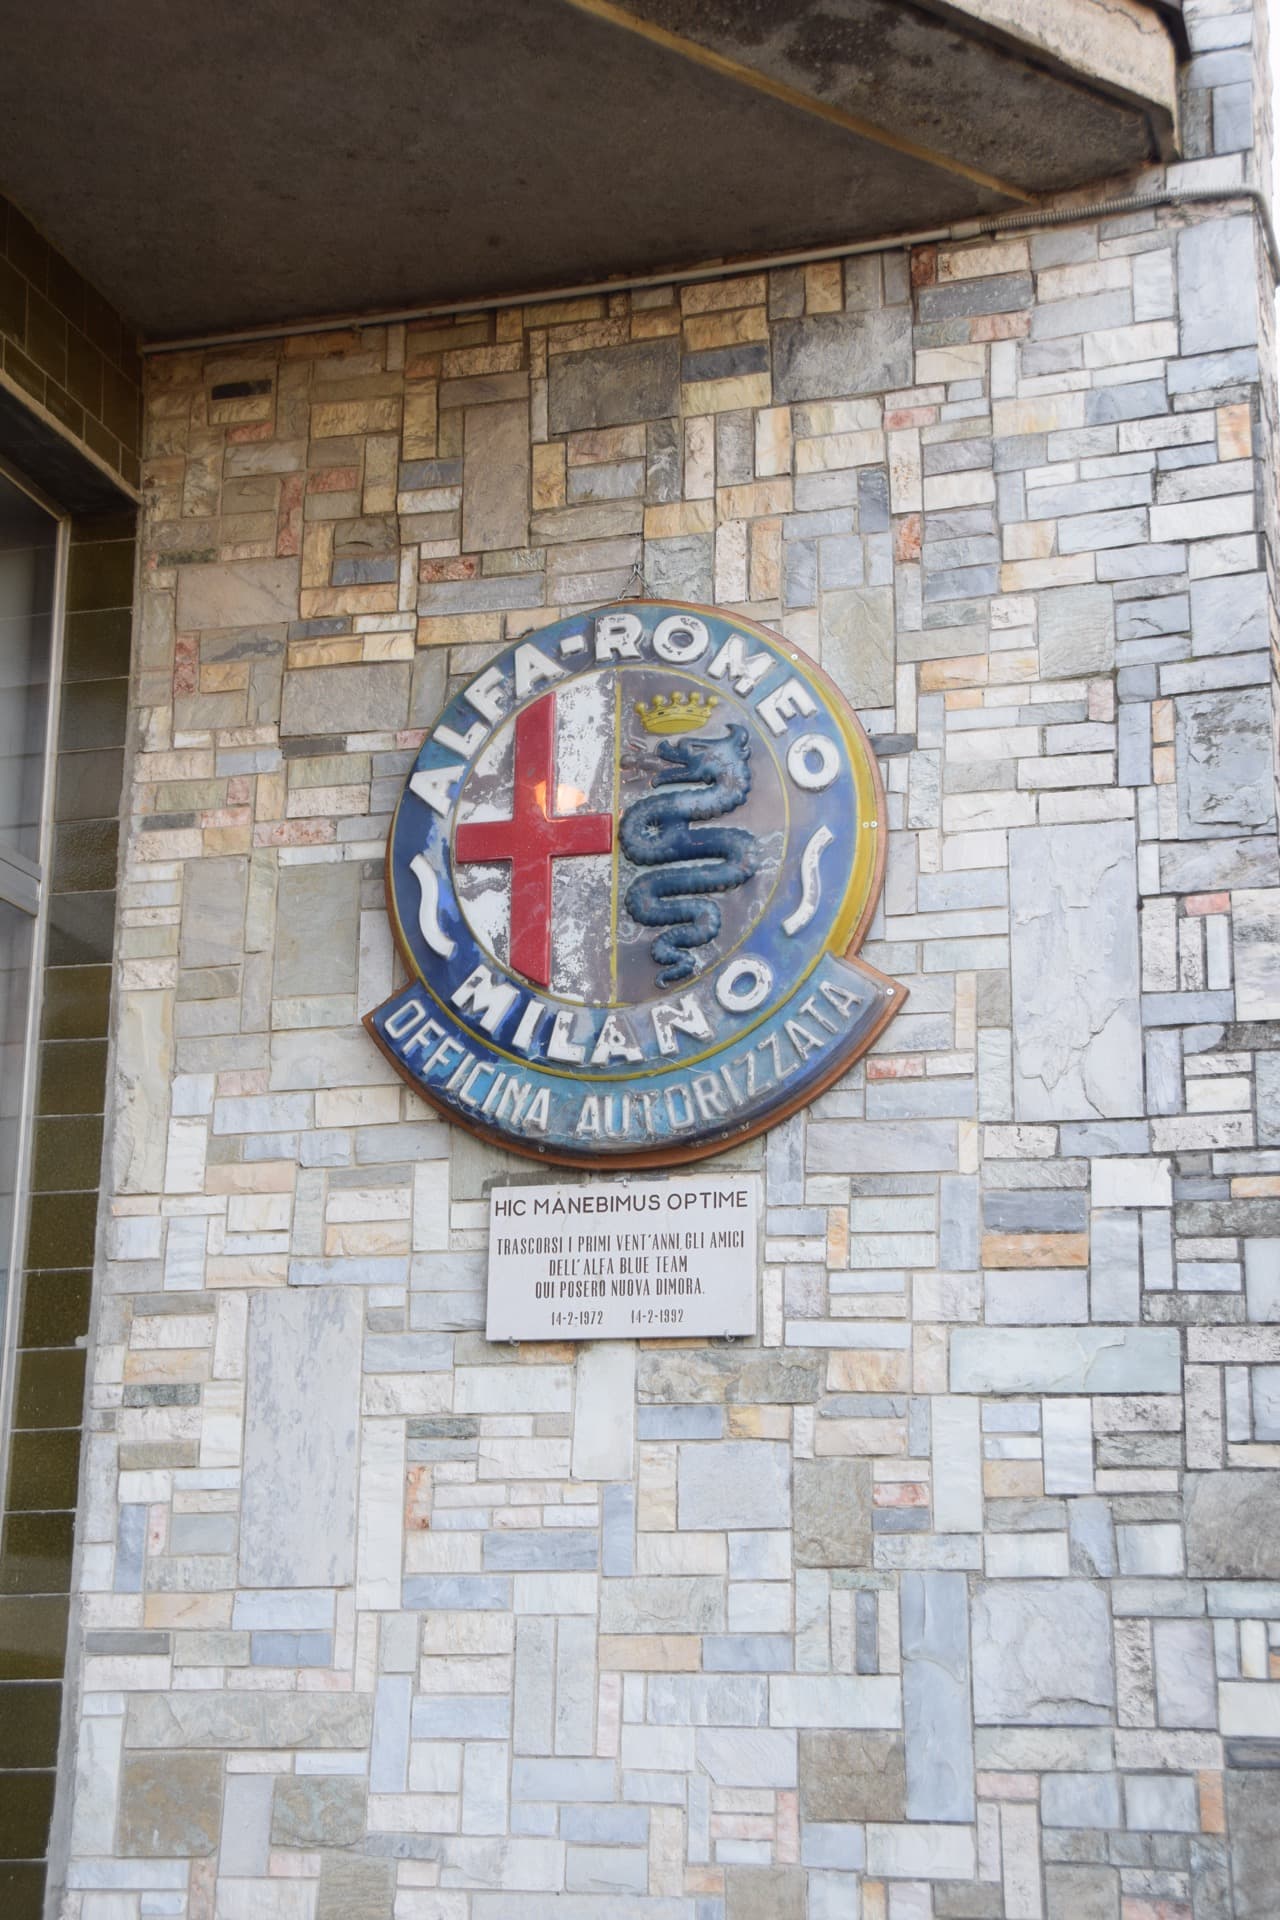 ALFA-ROMEO
MILANO
OFFICINA AUTORIZZATA
HIC MANEBIMUS OPTIME
TRASCORSI I PRIMI VENT'ANNI, GLI AMICI
DELL'ALFA BLUE TEAM
QUI POSERO NUOVA DIMORA.
14-2-1972 14-2-1992